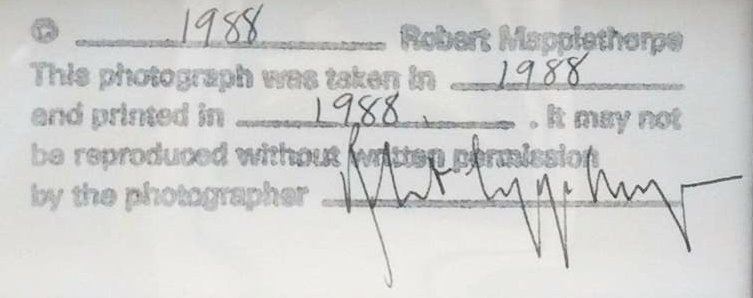 © 1988 Robert Mapplethorpe
This photograph was taken in 1988
and printed in 1988. It may not
be reproduced without written permission
by the photographer